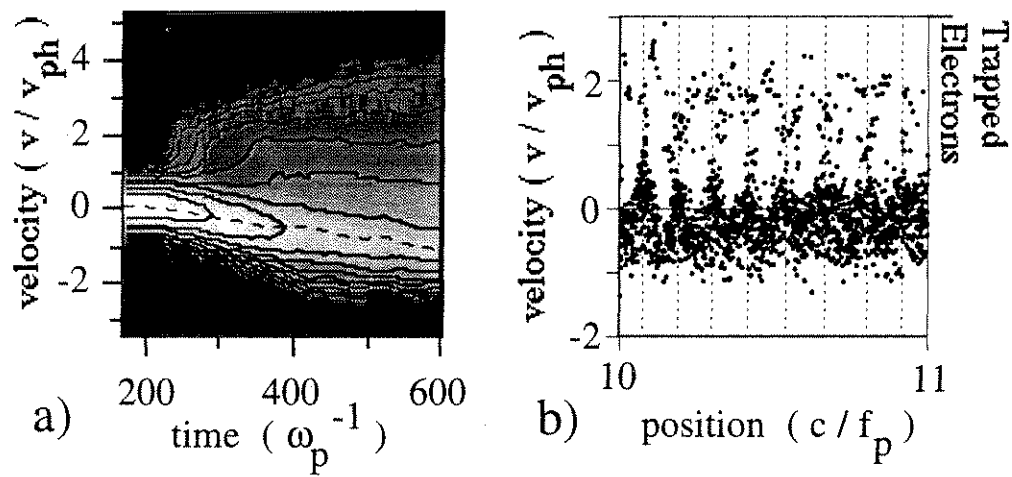 velocity ( v / v_ph )
4
2
0
-2
200 400 600
time ( ω_p^-1 )
a)
velocity ( v / v_ph )
2
0
-2
10 11
position ( c / f_p )
b)
Trapped
Electrons